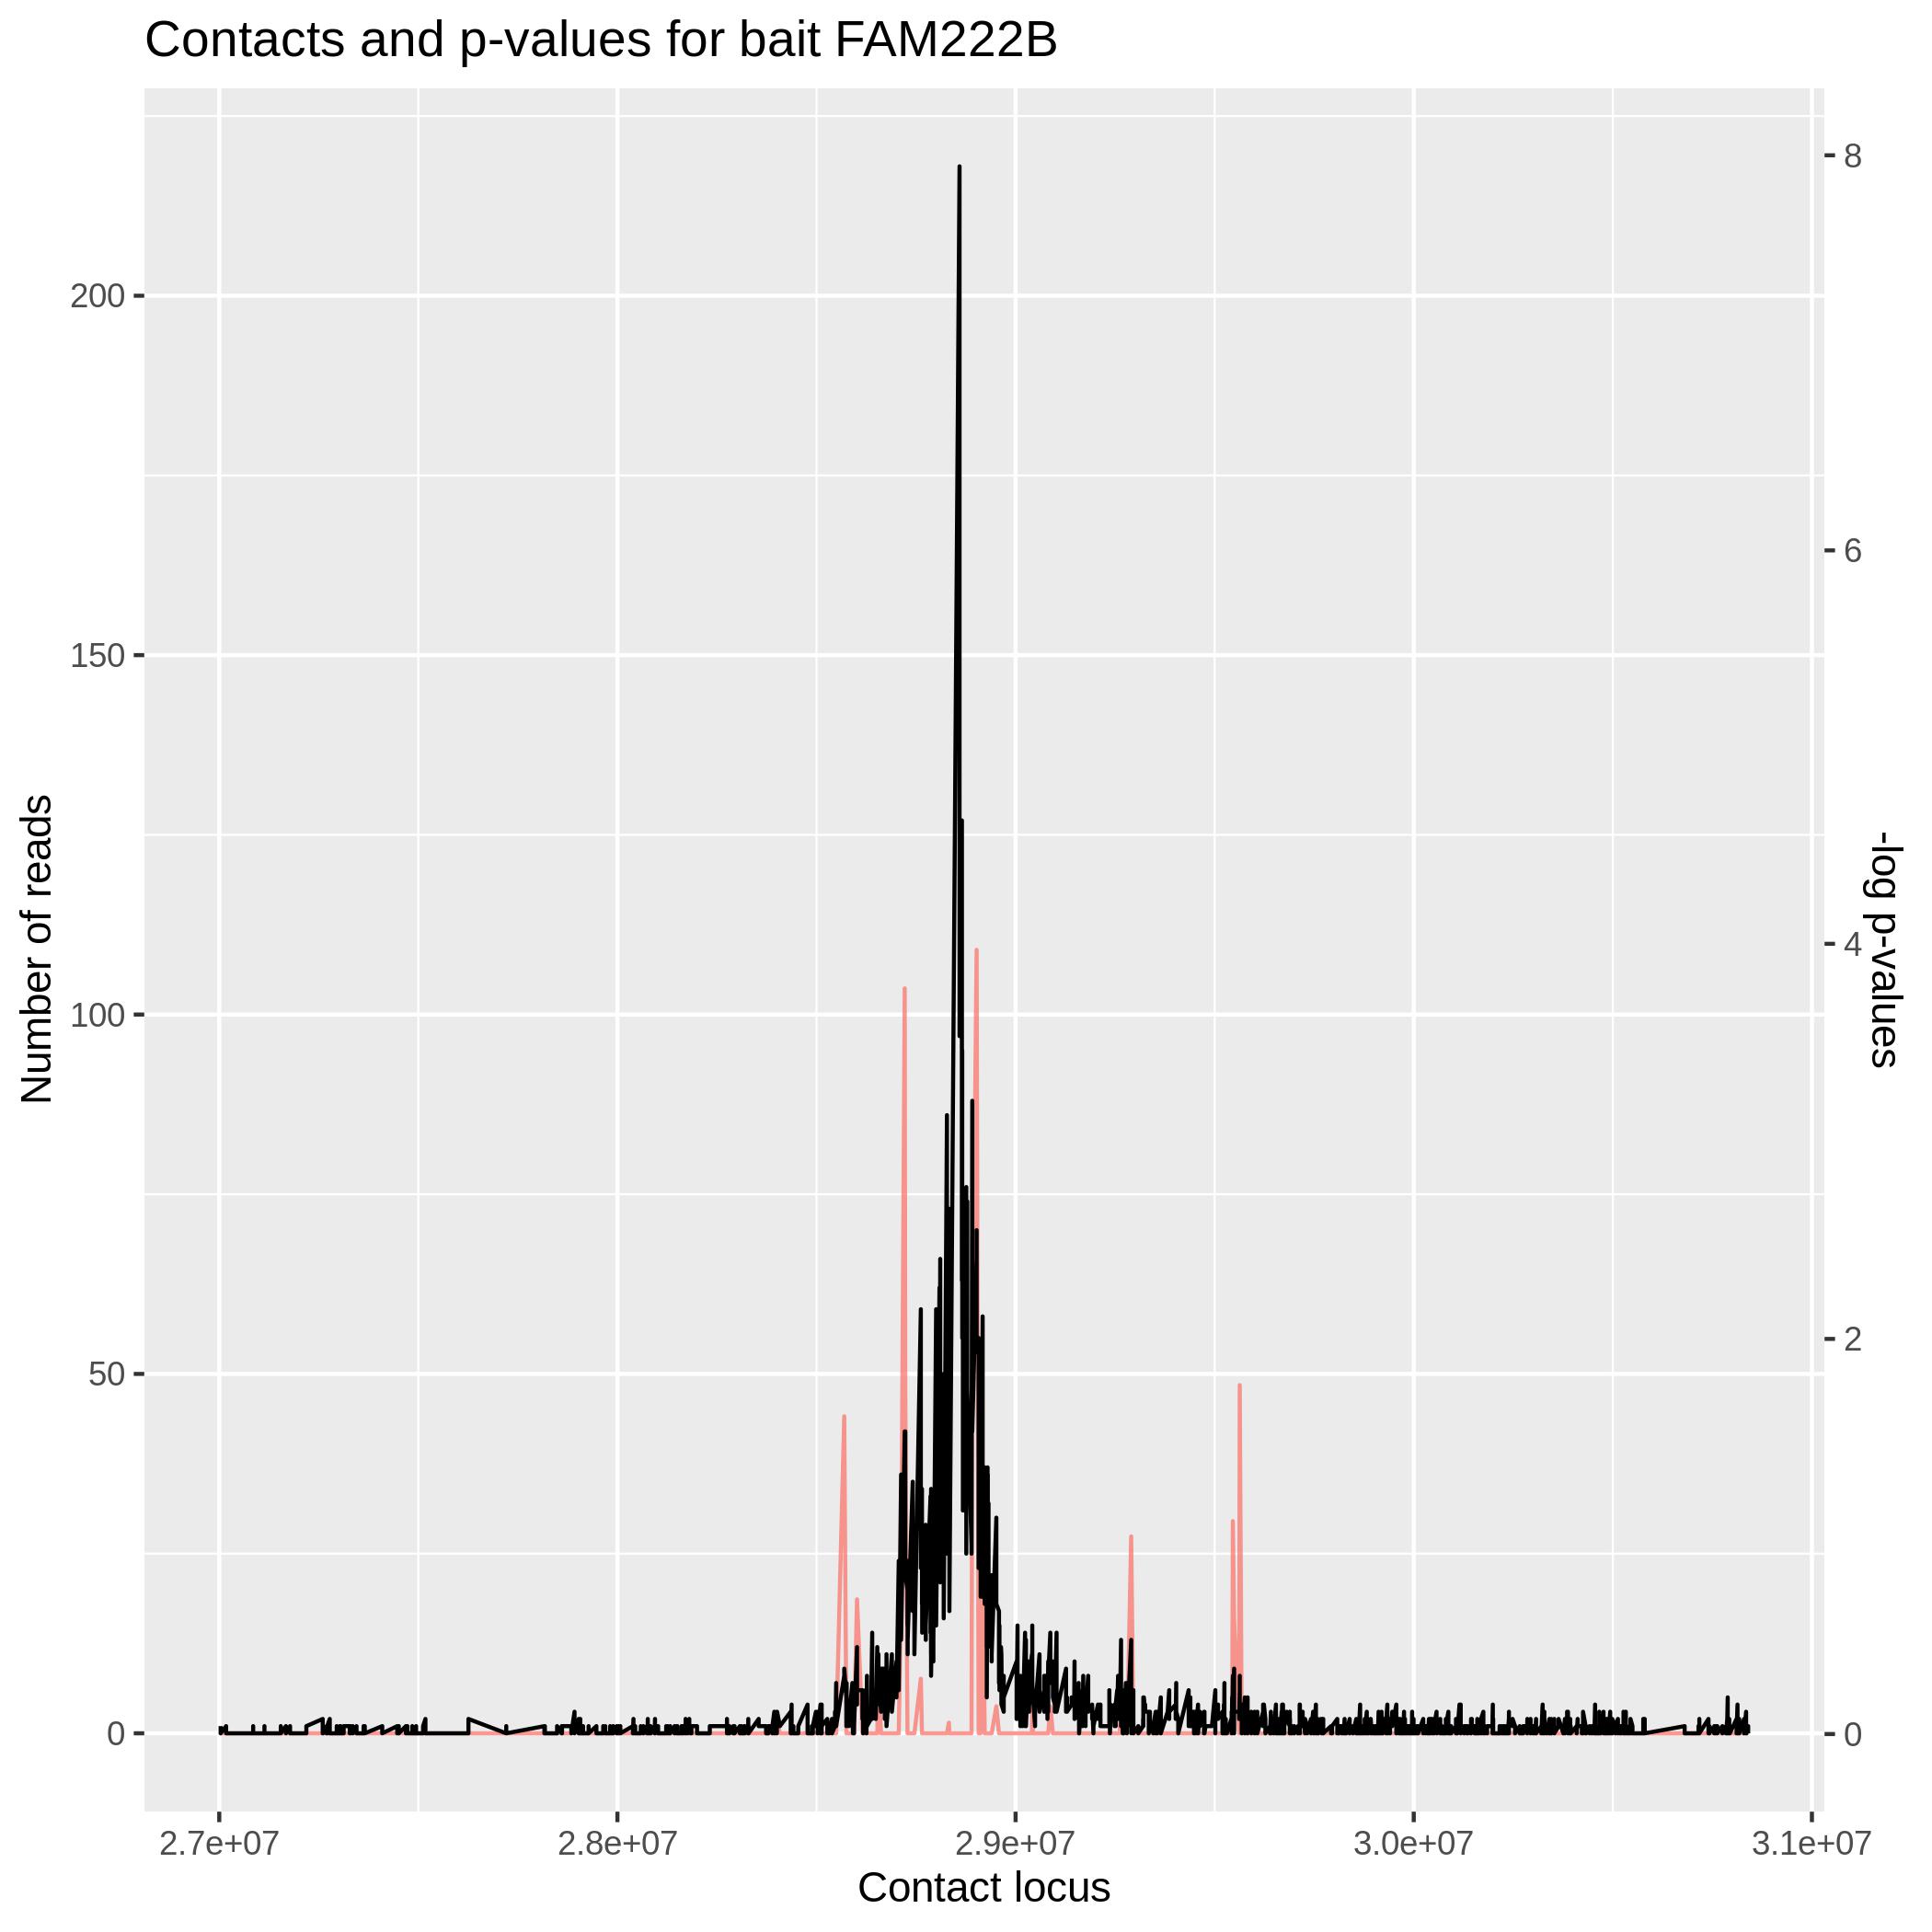 Contacts and p-values for bait FAM222B
200
150
100
50
0
8
6
4
2
0
Number of reads
-log p-values
2.7e+07 2.8e+07 2.9e+07 3.0e+07 3.1e+07
Contact locus